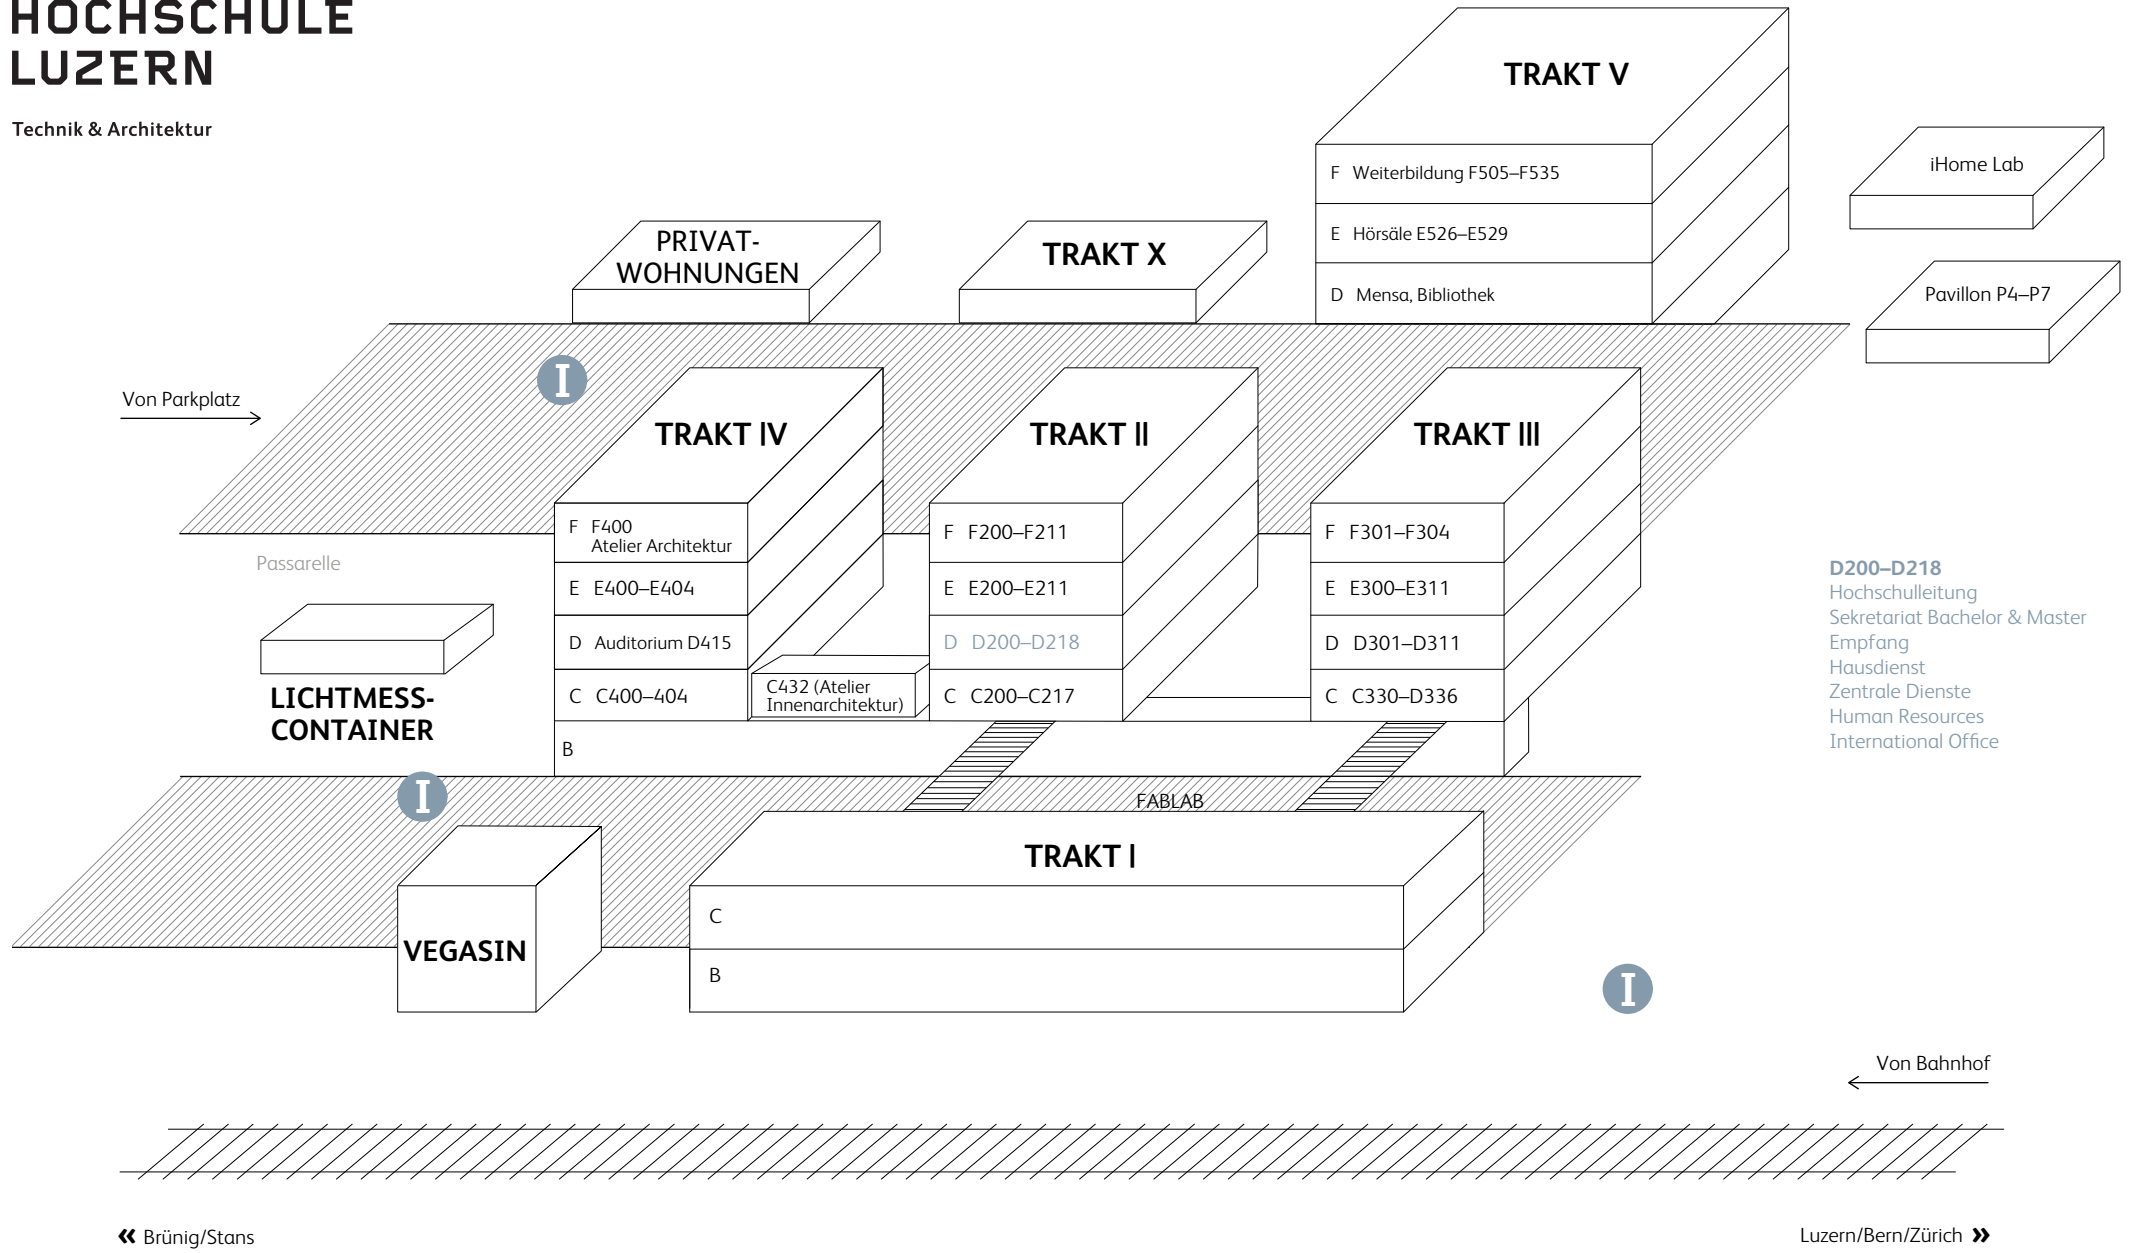 HOCHSCHULE
LUZERN
Technik & Architektur
TRAKT V
F Weiterbildung F505–F535
E Hörsäle E526–E529
D Mensa, Bibliothek
iHome Lab
Pavillon P4–P7
PRIVAT-
WOHNUNGEN
TRAKT X
I
Von Parkplatz
TRAKT IV
F F400
Atelier Architektur
E E400–E404
D Auditorium D415
C C400–404
C432 (Atelier
Innenarchitektur)
B
TRAKT II
F F200–F211
E E200–E211
D D200–D218
C C200–C217
TRAKT III
F F301–F304
E E300–E311
D D301–D311
C C330–D336
Passarelle
LICHTMESS-
CONTAINER
D200–D218
Hochschulleitung
Sekretariat Bachelor & Master
Empfang
Hausdienst
Zentrale Dienste
Human Resources
International Office
I
FABLAB
VEGASIN
TRAKT I
C
B
I
Von Bahnhof
« Brünig/Stans
Luzern/Bern/Zürich »